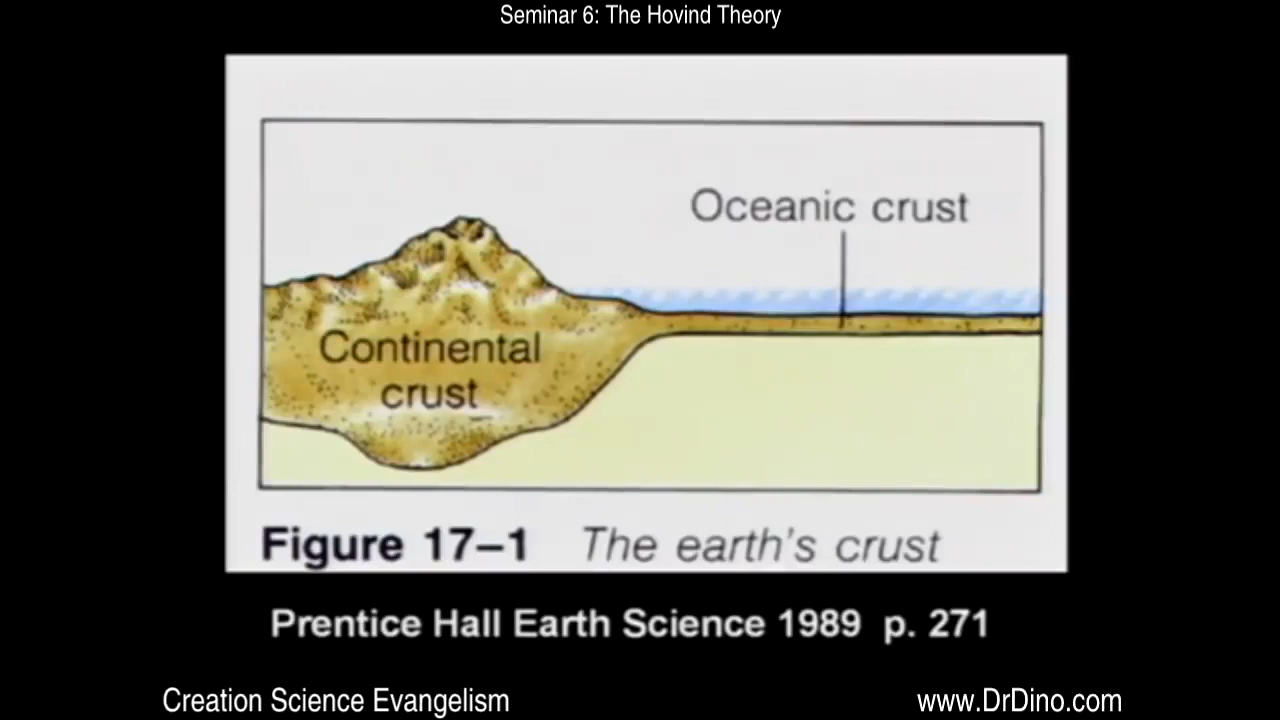 Seminar 6: The Hovind Theory
Oceanic crust
Continental
crust
Figure 17–1 The earth's crust
Prentice Hall Earth Science 1989 p. 271
Creation Science Evangelism
www.DrDino.com